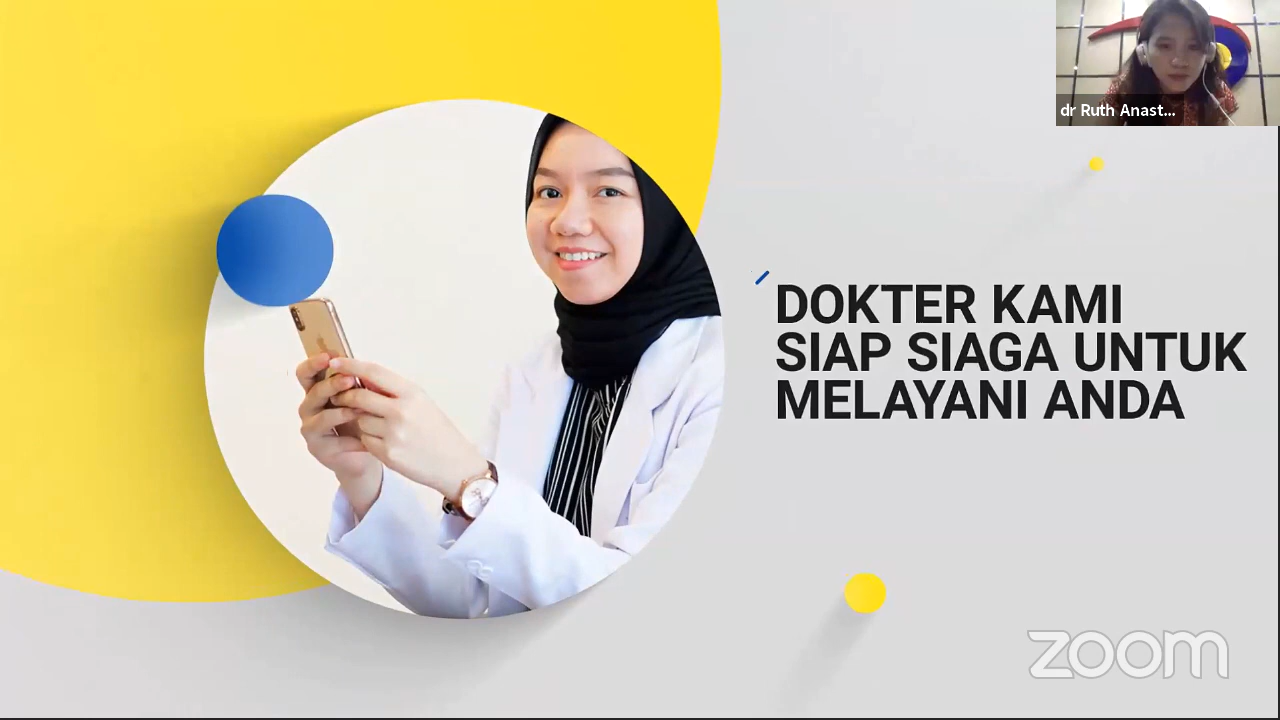 dr Ruth Anast...
DOKTER KAMI
SIAP SIAGA UNTUK
MELAYANI ANDA
zoom